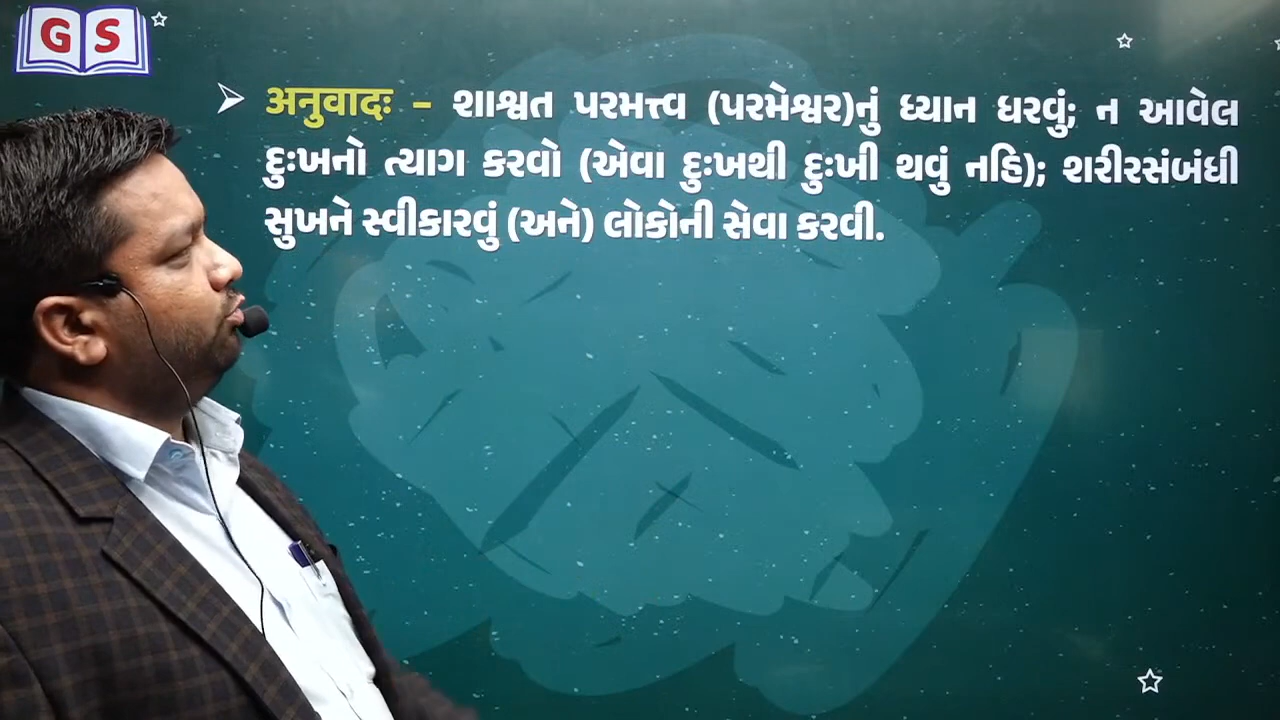 GS
अनुवादः – શાશ્વત પરમત્ત્વ (પરમેશ્વર)નું ધ્યાન ધરવું; ન આવેલ
દુઃખનો ત્યાગ કરવો (એવા દુઃખથી દુઃખી થવું નહિ); શરીરસંબંધી
સુખને સ્વીકારવું (અને) લોકોની સેવા કરવી.